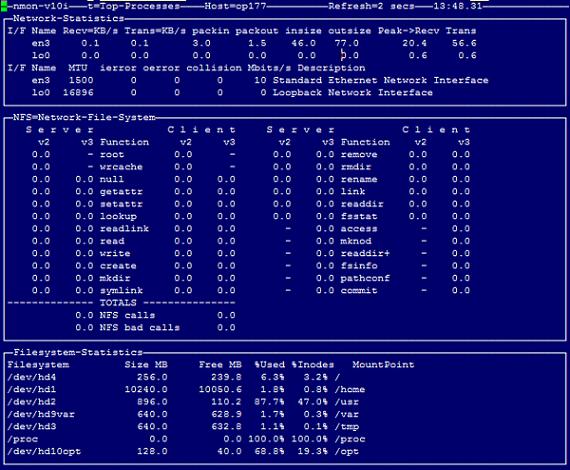 nmon-v10i t=Top-Processes Host=op177 Refresh=2 secs 13:48.31
Network-Statistics
I/F Name Recv=KB/s Trans=KB/s packin packout insize outsize Peak->Recv Trans
en3 0.1 0.1 3.0 1.5 46.0 77.0 20.4 56.6
lo0 0.0 0.0 0.0 0.0 0.0 0.0 0.6 0.6
I/F Name MTU ierror oerror collision Mbits/s Description
en3 1500 0 0 0 10 Standard Ethernet Network Interface
lo0 16896 0 0 0 0 Loopback Network Interface
NFS=Network-File-System
Server Client Server Client
v2 v3 Function v2 v3 v2 v3 Function v2 v3
0.0 - root 0.0 - 0.0 0.0 remove 0.0 0.0
0.0 - wrcache 0.0 - 0.0 0.0 rmdir 0.0 0.0
0.0 0.0 null 0.0 0.0 0.0 0.0 rename 0.0 0.0
0.0 0.0 getattr 0.0 0.0 0.0 0.0 link 0.0 0.0
0.0 0.0 setattr 0.0 0.0 0.0 0.0 readdir 0.0 0.0
0.0 0.0 lookup 0.0 0.0 0.0 0.0 fsstat 0.0 0.0
0.0 0.0 readlink 0.0 0.0 - 0.0 access - 0.0
0.0 0.0 read 0.0 0.0 - 0.0 mknod - 0.0
0.0 0.0 write 0.0 0.0 - 0.0 readdir+ - 0.0
0.0 0.0 create 0.0 0.0 - 0.0 fsinfo - 0.0
0.0 0.0 mkdir 0.0 0.0 - 0.0 pathconf - 0.0
0.0 0.0 symlink 0.0 0.0 - 0.0 commit - 0.0
-------------- TOTALS --------------
0.0 NFS calls 0.0
0.0 NFS bad calls 0.0
Filesystem-Statistics
Filesystem Size MB Free MB %Used %Inodes MountPoint
/dev/hd4 256.0 239.8 6.3% 3.2% /
/dev/hd1 10240.0 10050.6 1.8% 0.8% /home
/dev/hd2 896.0 110.2 87.7% 47.0% /usr
/dev/hd9var 640.0 628.9 1.7% 0.3% /var
/dev/hd3 640.0 632.8 1.1% 0.1% /tmp
/proc 0.0 0.0 100.0% 100.0% /proc
/dev/hd10opt 128.0 40.0 68.8% 19.3% /opt